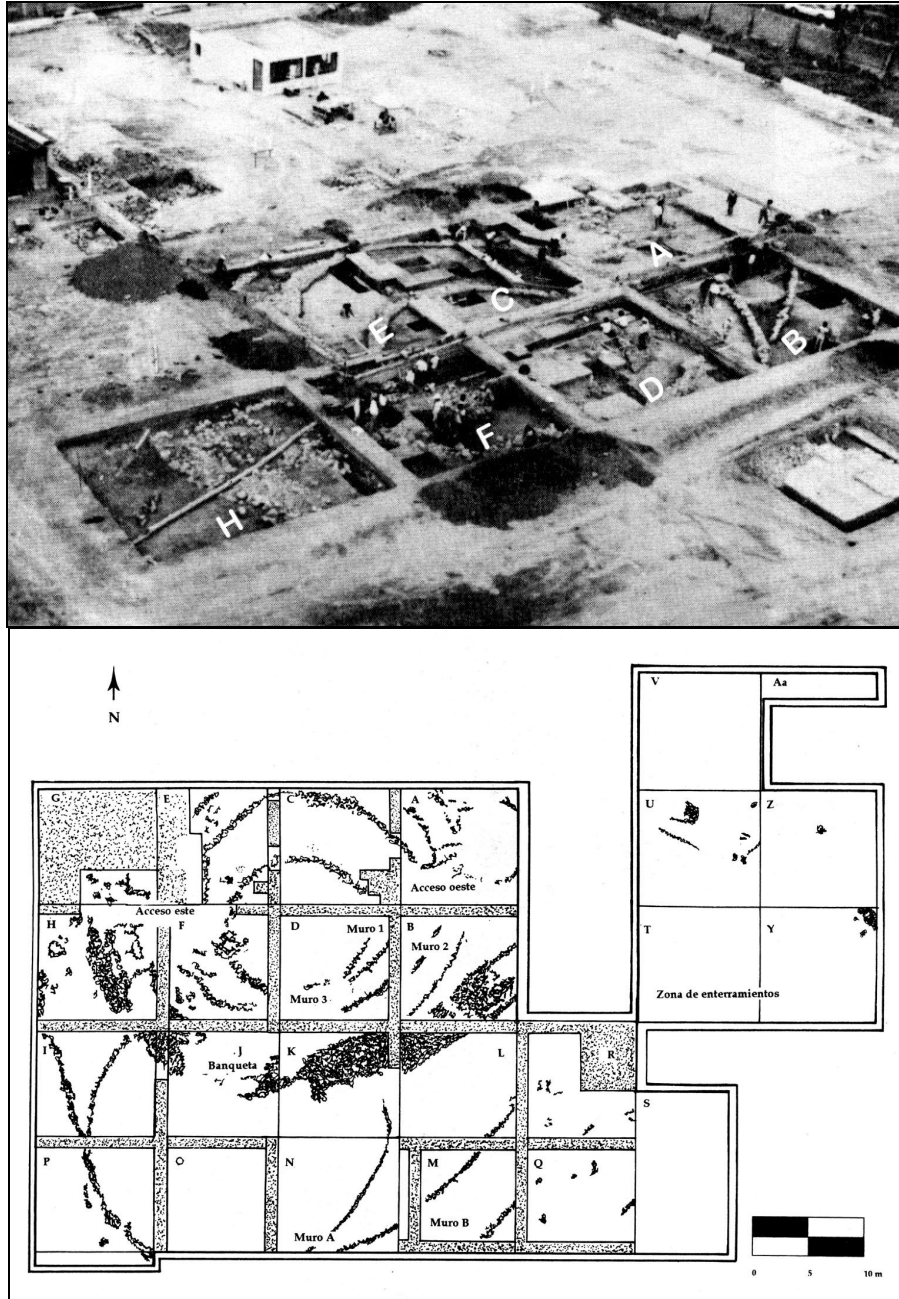 A
B
C
E
D
F
H
N
V Aa
U Z
T Y
Zona de enterramientos
G E C A
Acceso oeste
Acceso este
H F D B
Muro 1
Muro 2
Muro 3
I J K L R
Banqueta
S
P O N M Q
Muro A
Muro B
0 5 10 m